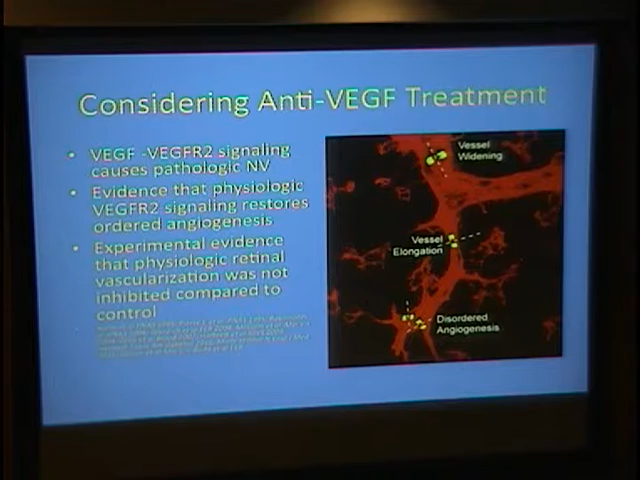 Considering Anti-VEGF Treatment
• VEGF -VEGFR2 signaling
causes pathologic NV
• Evidence that physiologic
VEGFR2 signaling restores
ordered angiogenesis
• Experimental evidence
that physiologic retinal
vascularization was not
inhibited compared to
control
Vessel
Widening
Vessel
Elongation
Disordered
Angiogenesis